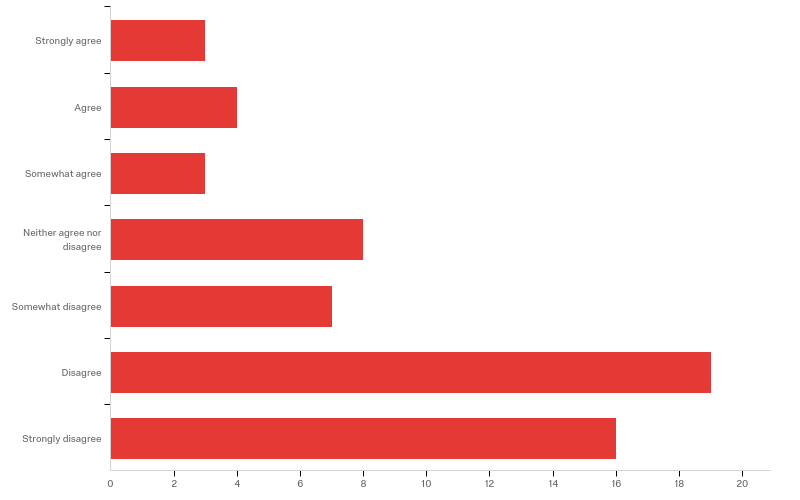 Strongly agree
Agree
Somewhat agree
Neither agree nor
disagree
Somewhat disagree
Disagree
Strongly disagree
0 2 4 6 8 10 12 14 16 18 20